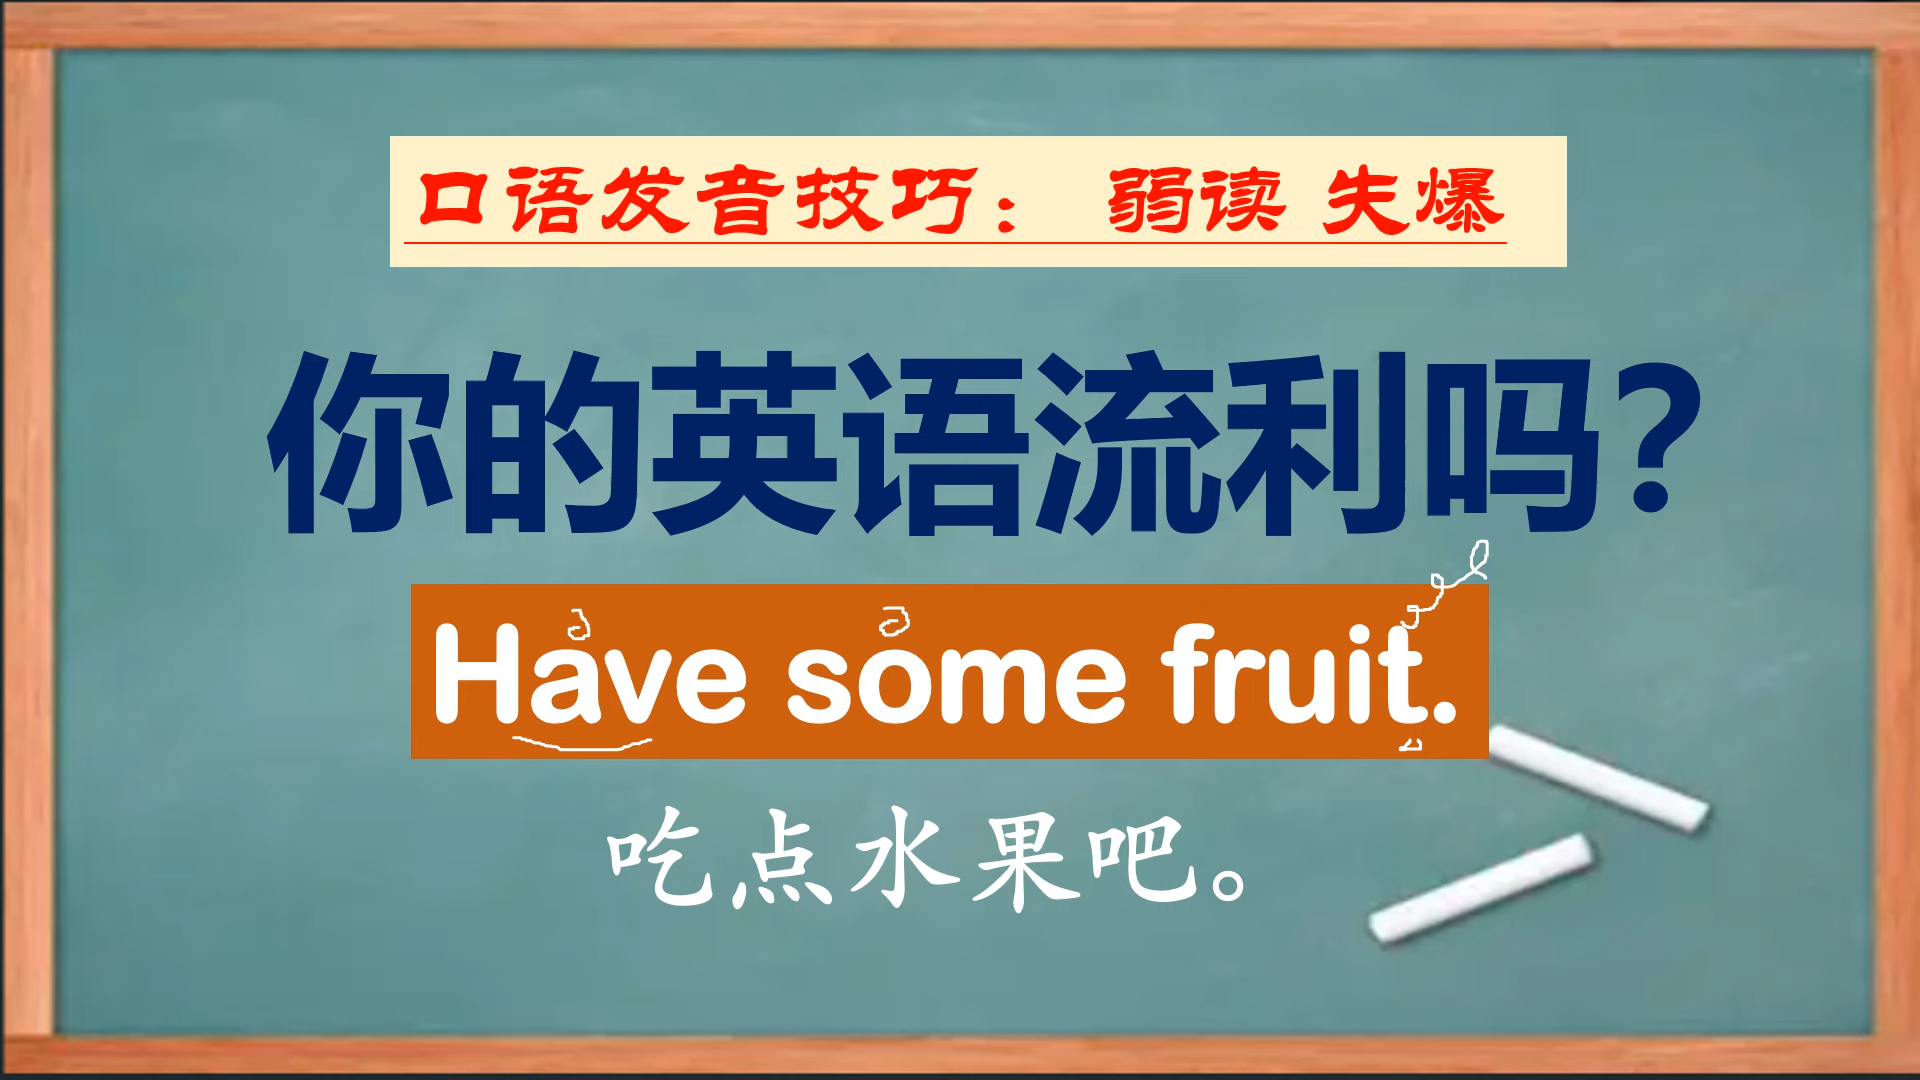 口语发音技巧： 弱读 失爆
你的英语流利吗？
ə ə
Have some fruit.
吃点水果吧。